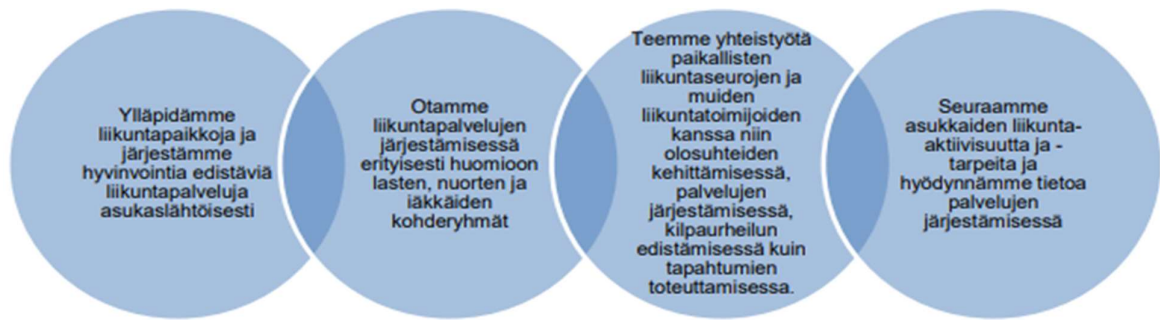 Ylläpidämme
liikuntapaikkoja ja
järjestämme
hyvinvointia edistäviä
liikuntapalveluja
asukaslähtöisesti
Otamme
liikuntapalvelujen
järjestämisessä
erityisesti huomioon
lasten, nuorten ja
iäkkäiden
kohderyhmät
Teemme yhteistyötä
paikallisten
liikuntaseurojen ja
muiden
liikuntatoimijoiden
kanssa niin
olosuhteiden
kehittämisessä,
palvelujen
järjestämisessä,
kilpaurheilun
edistämisessä kuin
tapahtumien
toteuttamisessa.
Seuraamme
asukkaiden liikunta-
aktiivisuutta ja -
tarpeita ja
hyödynnämme tietoa
palvelujen
järjestämisessä